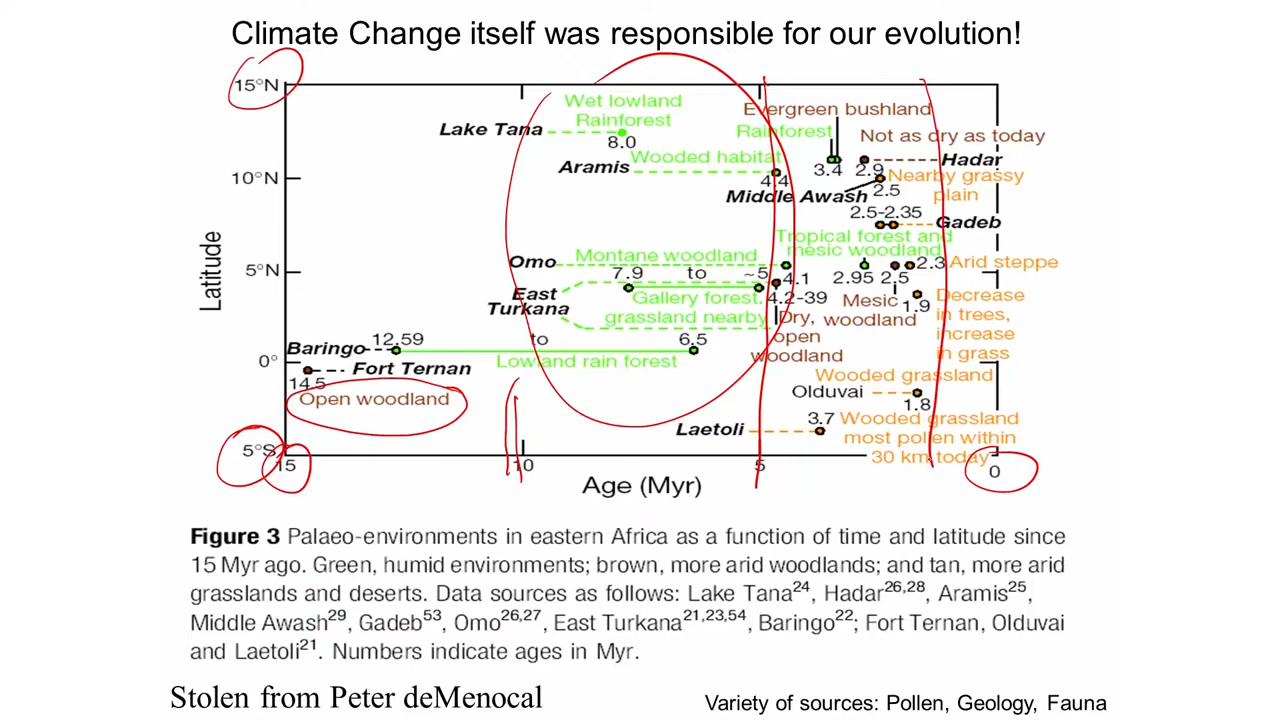 Climate Change itself was responsible for our evolution!
15°N
Wet lowland
Rainforest
Lake Tana
8.0
Evergreen bushland
Rainforest
Not as dry as today
Wooded habitat
Aramis
4.4
3.4
2.9
Hadar
10°N
Nearby grassy
plain
Middle Awash
2.5
2.5-2.35
Gadeb
Tropical forest and
mesic woodland
Montane woodland
Omo
5°N
4.1
2.95
2.5
2.3
Arid steppe
7.9 to ~5
East
Turkana
Gallery forest.
grassland nearby
4.2-39
Dry,
open
woodland
Mesic
woodland
1.9
Decrease
in trees,
increase
in grass
Baringo
12.59 to 6.5
Lowland rain forest
0°
Fort Ternan
14.5
Open woodland
Wooded grassland
Olduvai
1.8
Laetoli
3.7
Wooded grassland
most pollen within
30 km today
5°S
15
10
5
0
Latitude
Age (Myr)
Figure 3 Palaeo-environments in eastern Africa as a function of time and latitude since
15 Myr ago. Green, humid environments; brown, more arid woodlands; and tan, more arid
grasslands and deserts. Data sources as follows: Lake Tana24, Hadar26,28, Aramis25,
Middle Awash29, Gadeb53, Omo26,27, East Turkana21,23,54, Baringo22; Fort Ternan, Olduvai
and Laetoli21. Numbers indicate ages in Myr.
Stolen from Peter deMenocal
Variety of sources: Pollen, Geology, Fauna